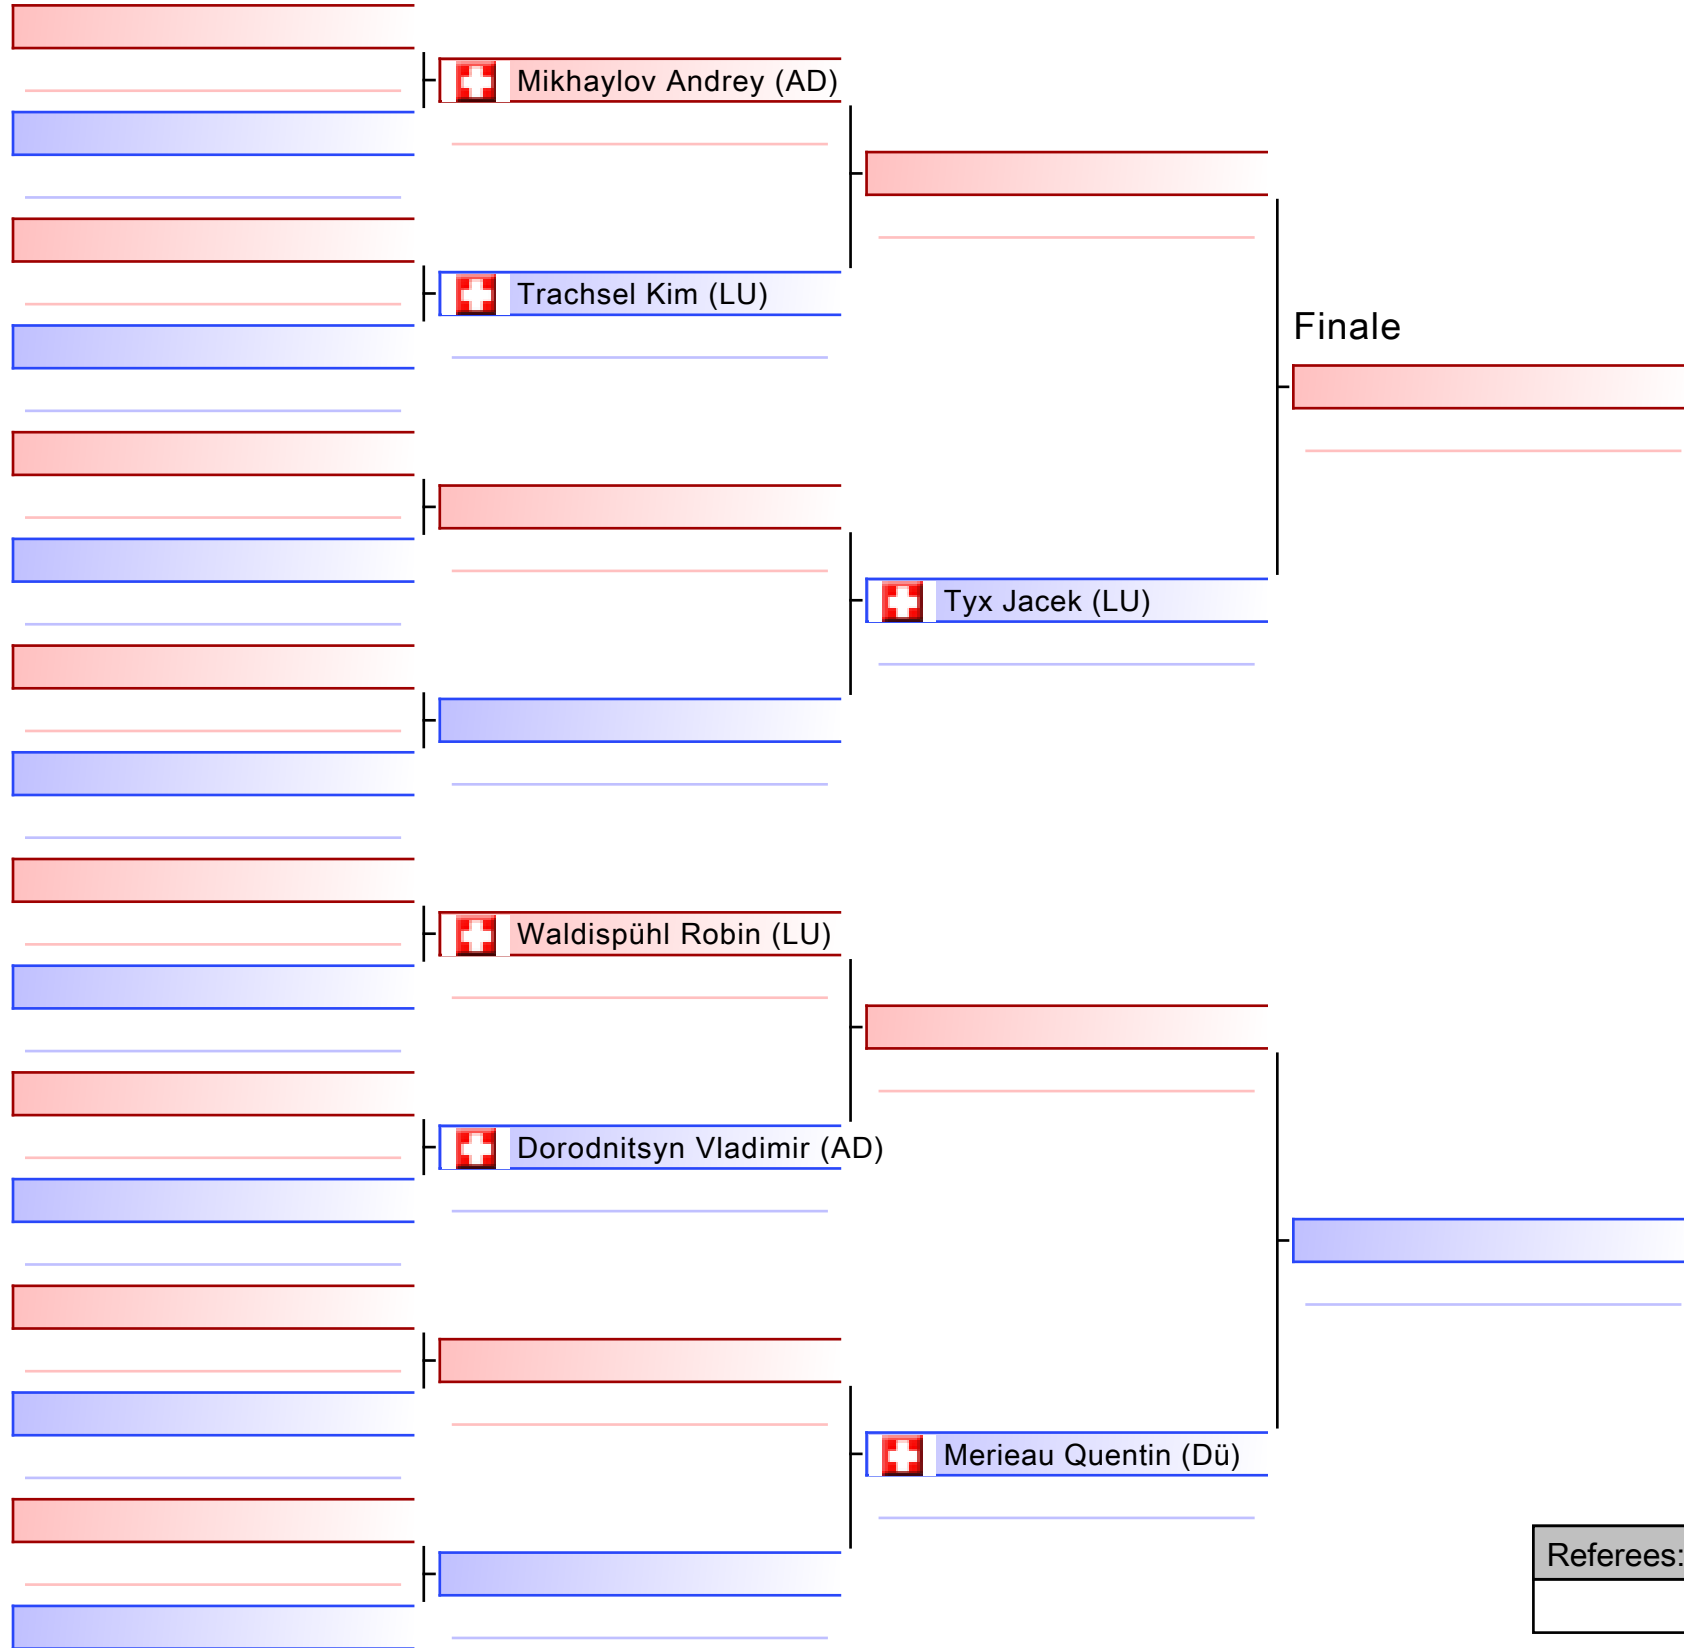 Mikhaylov Andrey (AD)
Trachsel Kim (LU)
Finale
Tyx Jacek (LU)
Waldispühl Robin (LU)
Dorodnitsyn Vladimir (AD)
Merieau Quentin (Dü)
Referees: